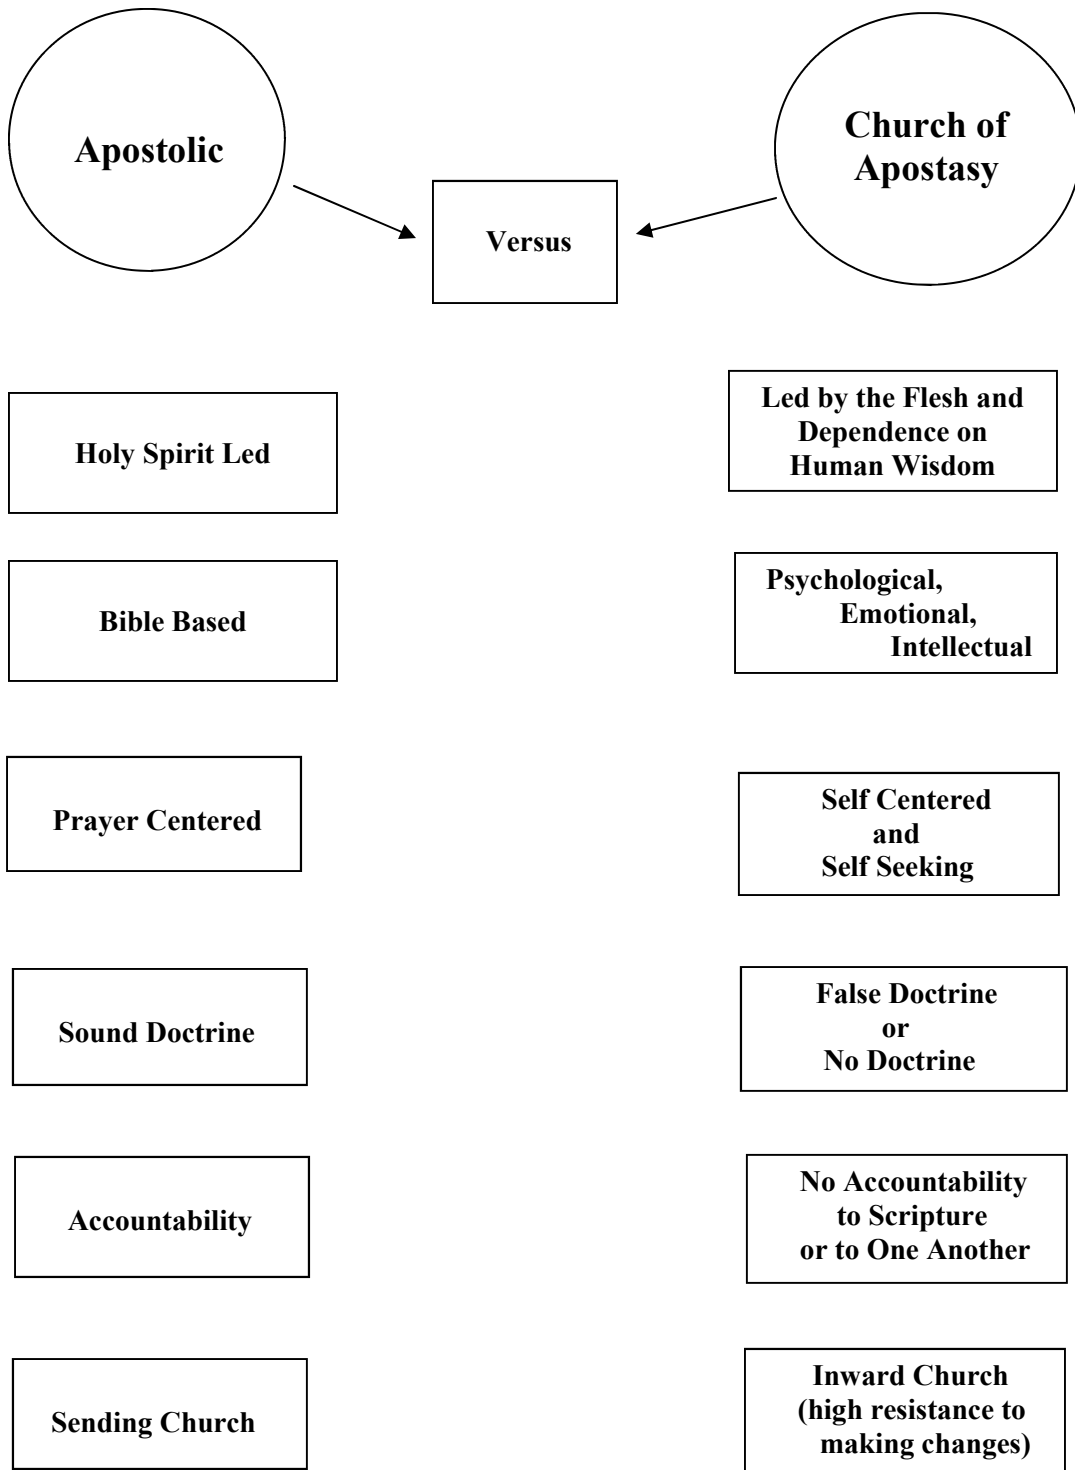 Apostolic
Church of
Apostasy
Versus
Holy Spirit Led
Led by the Flesh and
Dependence on
Human Wisdom
Bible Based
Psychological,
Emotional,
Intellectual
Prayer Centered
Self Centered
and
Self Seeking
Sound Doctrine
False Doctrine
or
No Doctrine
Accountability
No Accountability
to Scripture
or to One Another
Sending Church
Inward Church
(high resistance to
making changes)